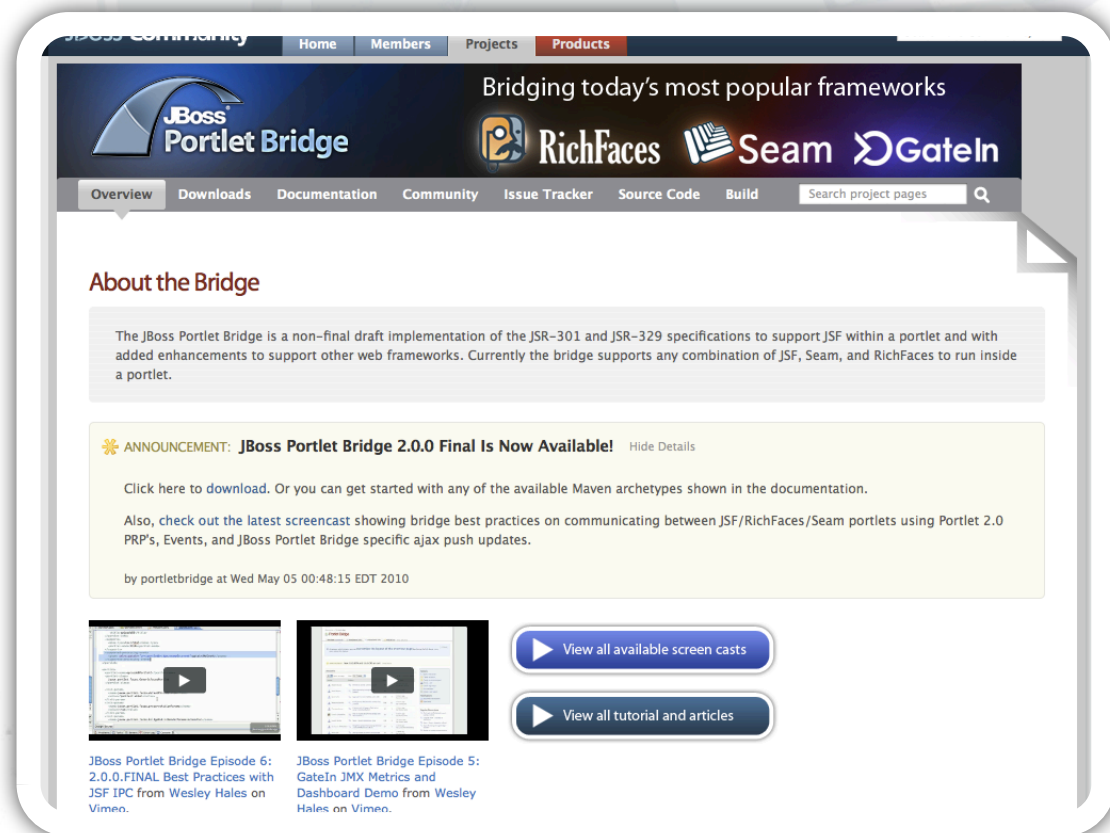 JBoss Community
Home Members Projects Products
Bridging today's most popular frameworks
JBoss
Portlet Bridge
RichFaces Seam GateIn
Overview Downloads Documentation Community Issue Tracker Source Code Build Search project pages
About the Bridge
The JBoss Portlet Bridge is a non-final draft implementation of the JSR-301 and JSR-329 specifications to support JSF within a portlet and with
added enhancements to support other web frameworks. Currently the bridge supports any combination of JSF, Seam, and RichFaces to run inside
a portlet.
ANNOUNCEMENT: JBoss Portlet Bridge 2.0.0 Final Is Now Available! Hide Details
Click here to download. Or you can get started with any of the available Maven archetypes shown in the documentation.
Also, check out the latest screencast showing bridge best practices on communicating between JSF/RichFaces/Seam portlets using Portlet 2.0
PRP's, Events, and JBoss Portlet Bridge specific ajax push updates.
by portletbridge at Wed May 05 00:48:15 EDT 2010
JBoss Portlet Bridge Episode 6:
2.0.0.FINAL Best Practices with
JSF IPC from Wesley Hales on
Vimeo.
JBoss Portlet Bridge Episode 5:
GateIn JMX Metrics and
Dashboard Demo from Wesley
Hales on Vimeo.
View all available screen casts
View all tutorial and articles